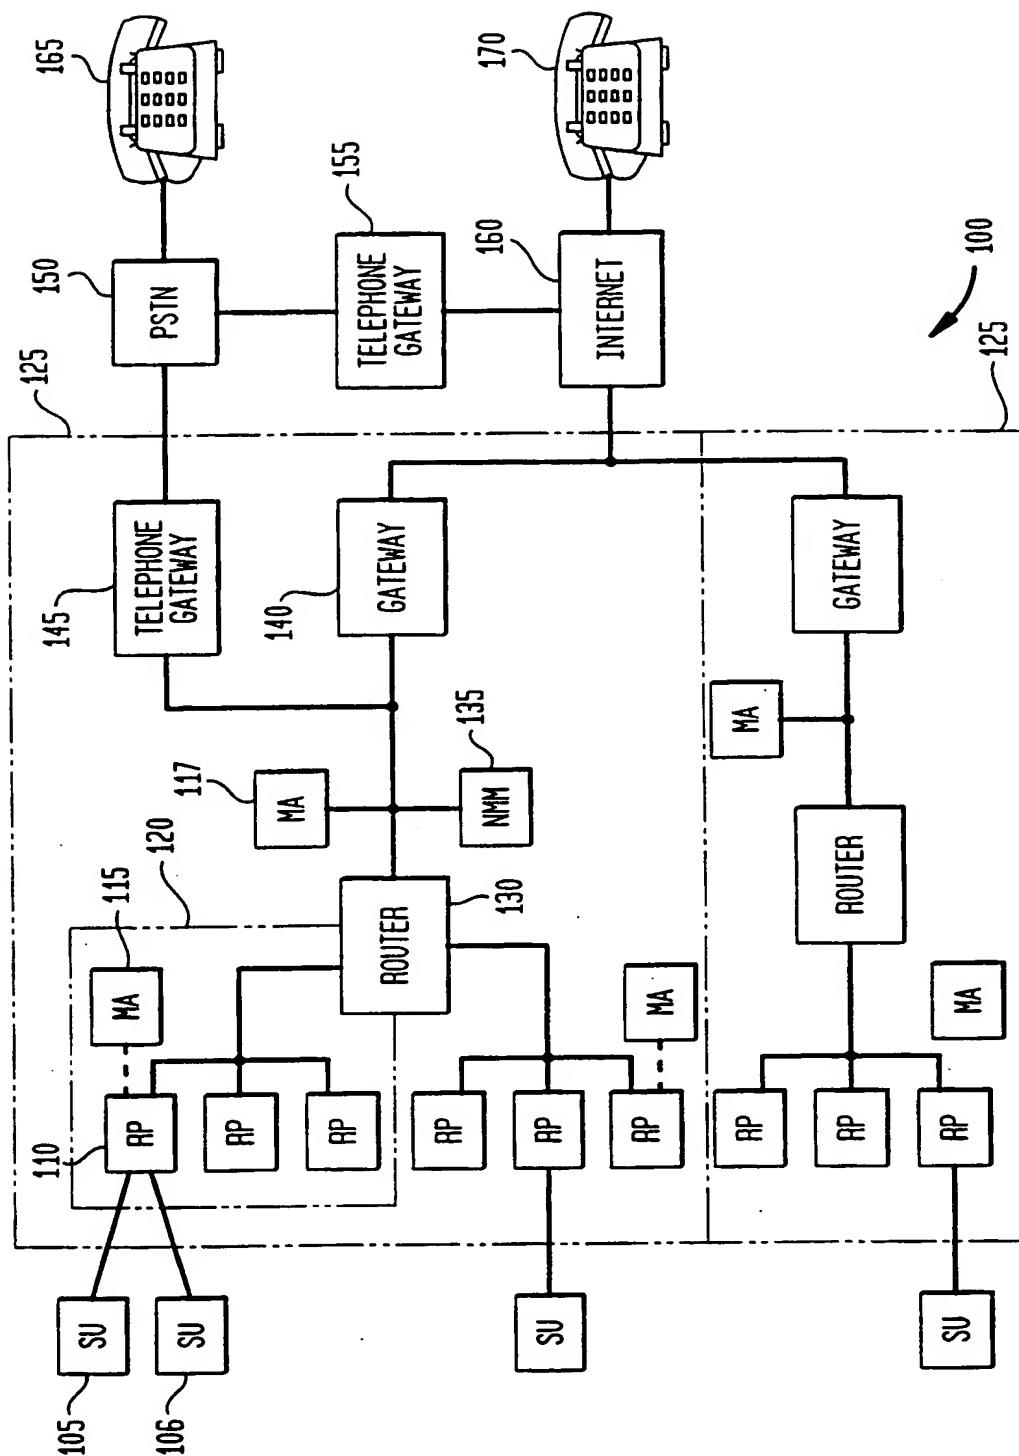 105
SU
106
SU
SU
SU
110
RP
RP
RP
RP
RP
RP
RP
RP
RP
115
MA
120
MA
MA
ROUTER
130
ROUTER
117
MA
135
NMM
MA
145
TELEPHONE
GATEWAY
140
GATEWAY
GATEWAY
125
125
150
PSTN
155
TELEPHONE
GATEWAY
160
INTERNET
100
165
170